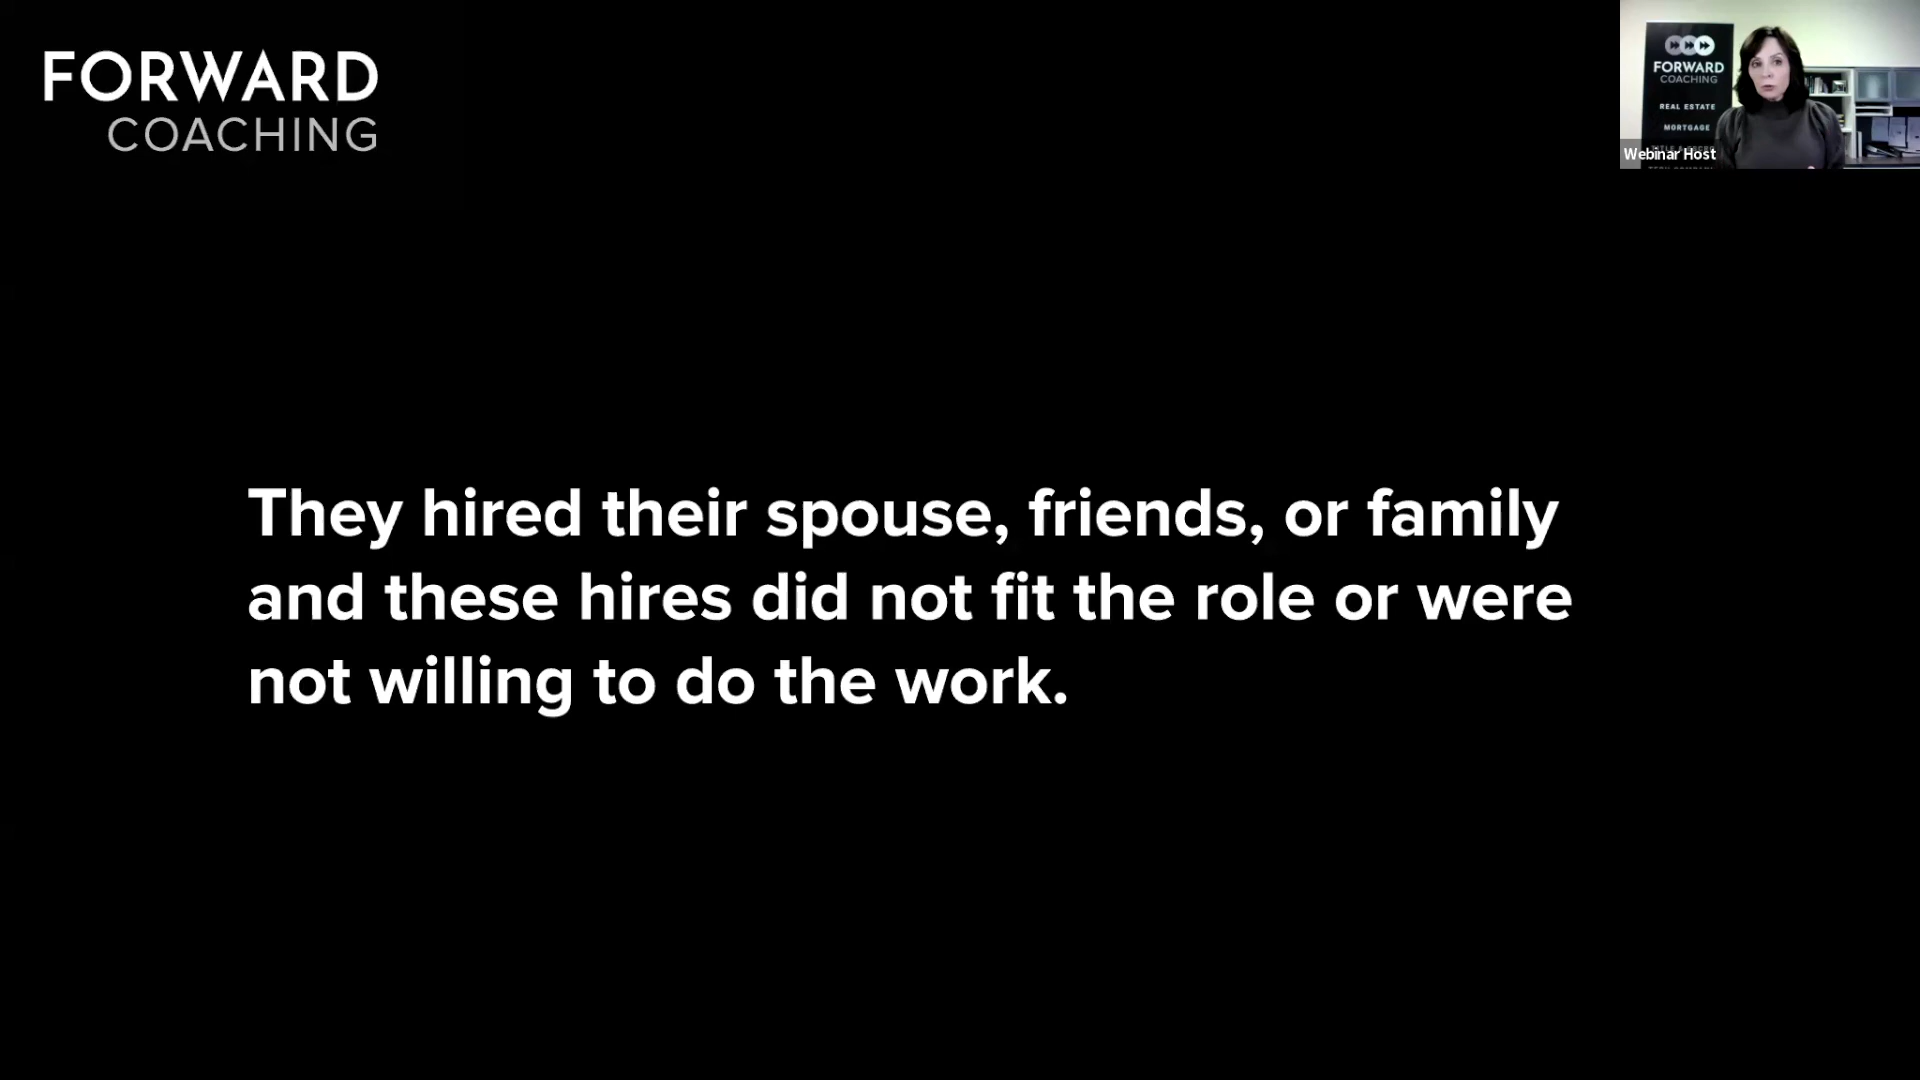 FORWARD
COACHING
FORWARD
COACHING
REAL ESTATE
MORTGAGE
Webinar Host
They hired their spouse, friends, or family
and these hires did not fit the role or were
not willing to do the work.